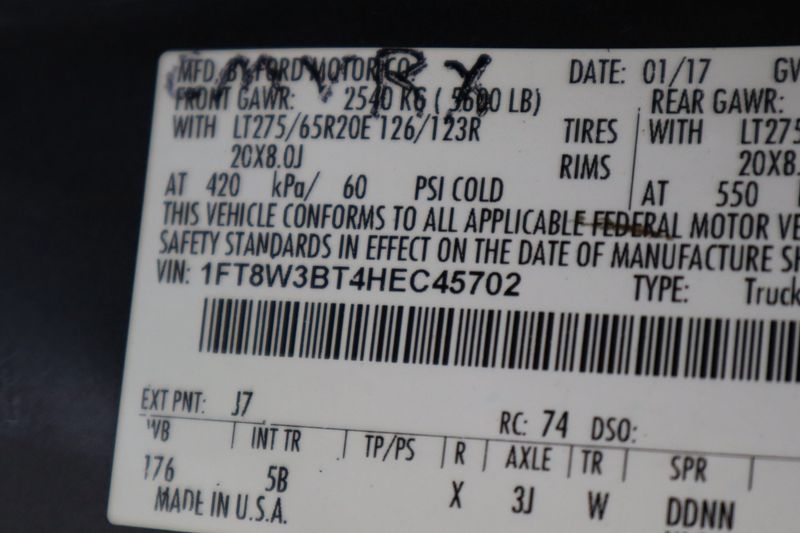 MFD. BY FORD MOTOR CO. DATE: 01/17 GV
FRONT GAWR: 2540 KG ( 5600 LB) REAR GAWR:
WITH LT275/65R20E 126/123R TIRES WITH LT275
20X8.0J RIMS 20X8.
AT 420 kPa/ 60 PSI COLD AT 550
THIS VEHICLE CONFORMS TO ALL APPLICABLE FEDERAL MOTOR VE
SAFETY STANDARDS IN EFFECT ON THE DATE OF MANUFACTURE SH
VIN: 1FT8W3BT4HEC45702 TYPE: Truck
EXT PNT: J7 RC: 74 DSO:
WB INT TR TP/PS R AXLE TR SPR
176 5B X 3J W DDNN
MADE IN U.S.A.